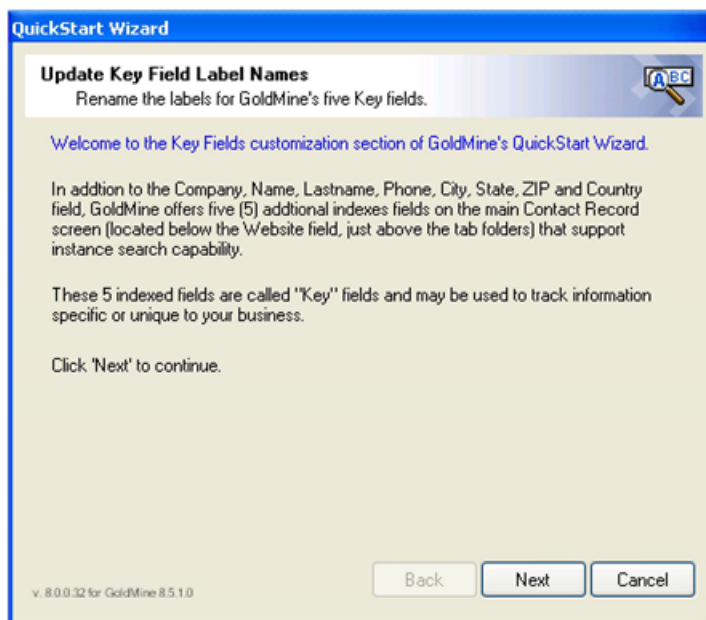 QuickStart Wizard
Update Key Field Label Names
Rename the labels for GoldMine's five Key fields.
ABC
Welcome to the Key Fields customization section of GoldMine's QuickStart Wizard.
In addtion to the Company, Name, Lastname, Phone, City, State, ZIP and Country
field, GoldMine offers five (5) addtional indexes fields on the main Contact Record
screen (located below the Website field, just above the tab folders) that support
instance search capability.
These 5 indexed fields are called "Key" fields and may be used to track information
specific or unique to your business.
Click 'Next' to continue.
v. 8.0.0.32 for GoldMine 8.5.1.0
Back
Next
Cancel